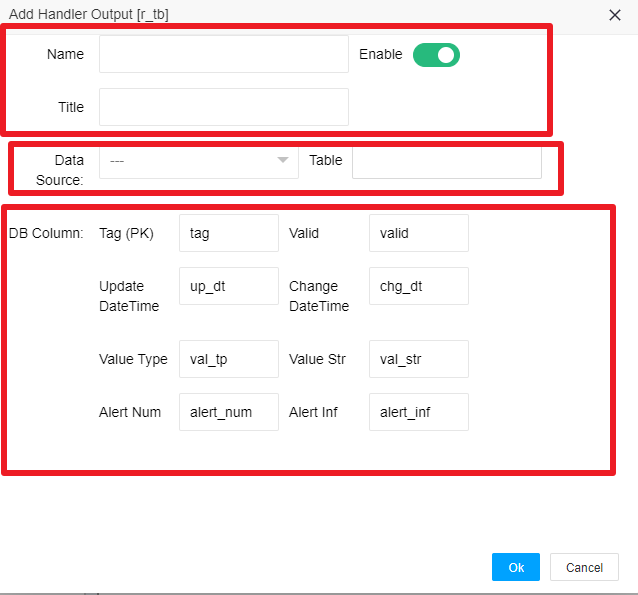 Add Handler Output [r_tb]
Name Enable
Title
Data Source: --- Table
DB Column: Tag (PK) tag Valid valid
Update DateTime up_dt Change DateTime chg_dt
Value Type val_tp Value Str val_str
Alert Num alert_num Alert Inf alert_inf
Ok Cancel